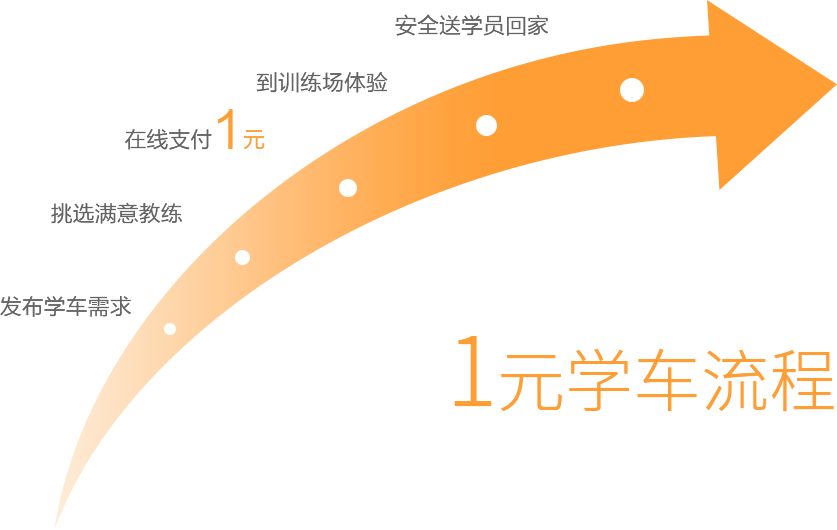 安全送学员回家
到训练场体验
在线支付1元
挑选满意教练
发布学车需求
1元学车流程